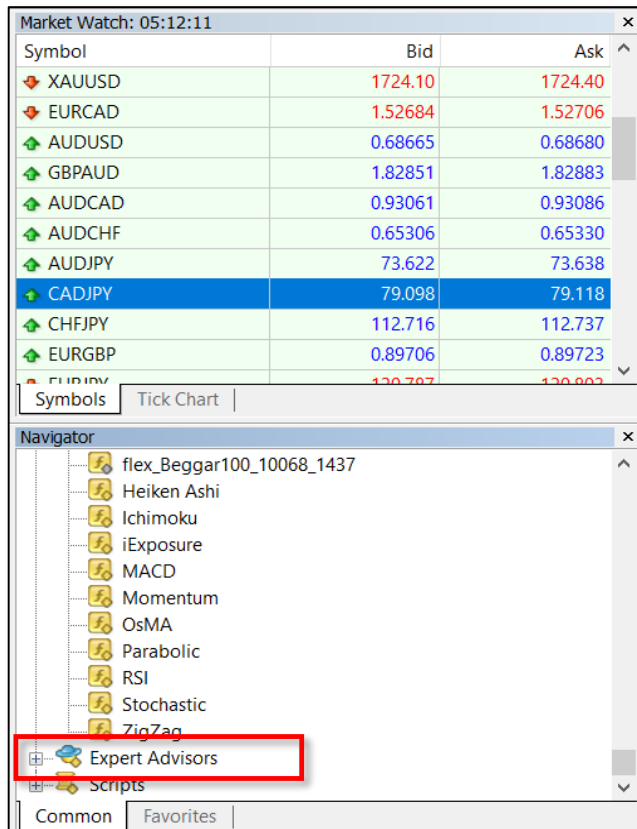 Market Watch: 05:12:11
Symbol Bid Ask
XAUUSD 1724.10 1724.40
EURCAD 1.52684 1.52706
AUDUSD 0.68665 0.68680
GBPAUD 1.82851 1.82883
AUDCAD 0.93061 0.93086
AUDCHF 0.65306 0.65330
AUDJPY 73.622 73.638
CADJPY 79.098 79.118
CHFJPY 112.716 112.737
EURGBP 0.89706 0.89723
Symbols Tick Chart
Navigator
flex_Beggar100_10068_1437
Heiken Ashi
Ichimoku
iExposure
MACD
Momentum
OsMA
Parabolic
RSI
Stochastic
ZigZag
Expert Advisors
Scripts
Common Favorites